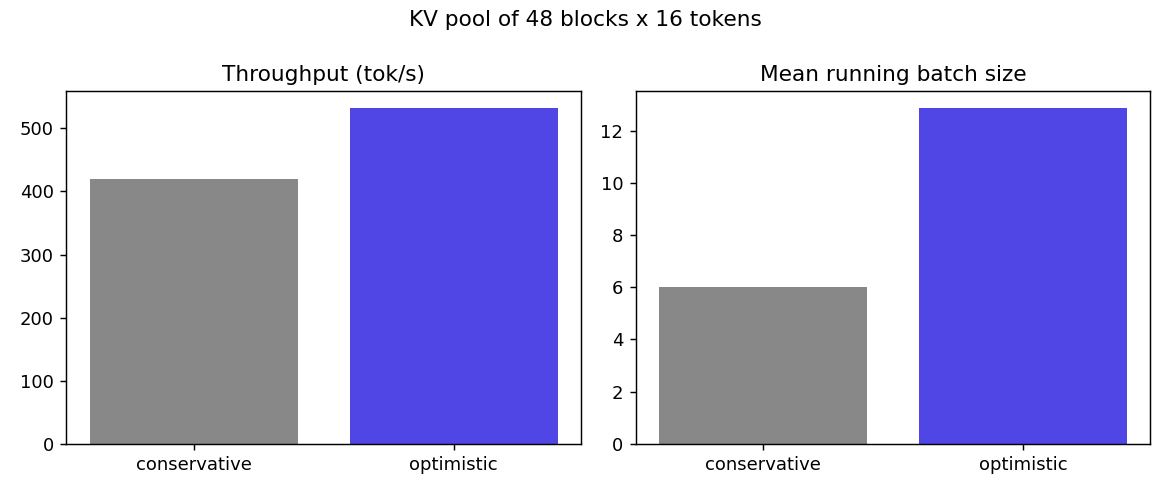 KV pool of 48 blocks x 16 tokens
Throughput (tok/s)
500
400
300
200
100
0
conservative optimistic
Mean running batch size
12
10
8
6
4
2
0
conservative optimistic